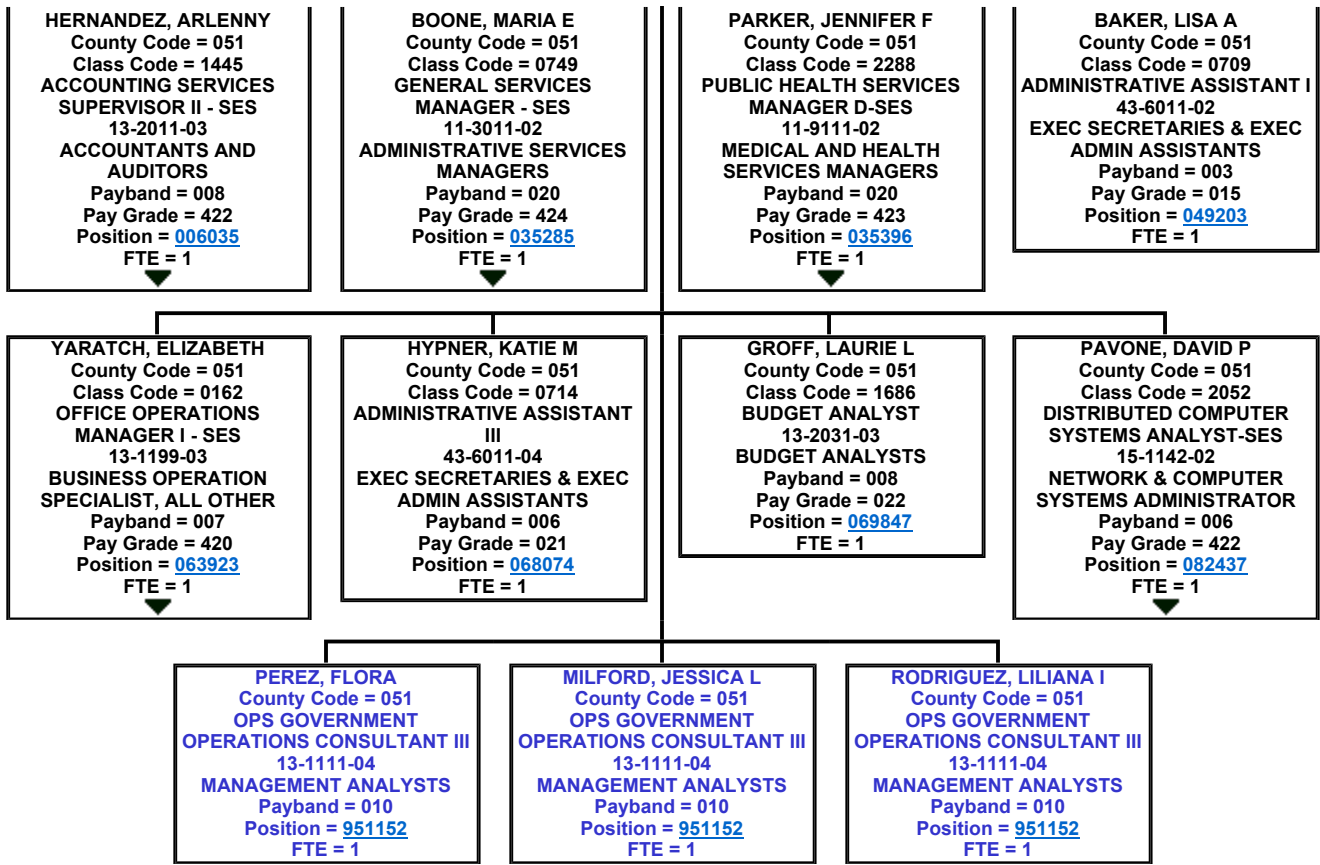 HERNANDEZ, ARLENNY
County Code = 051
Class Code = 1445
ACCOUNTING SERVICES
SUPERVISOR II - SES
13-2011-03
ACCOUNTANTS AND
AUDITORS
Payband = 008
Pay Grade = 422
Position = 006035
FTE = 1
BOONE, MARIA E
County Code = 051
Class Code = 0749
GENERAL SERVICES
MANAGER - SES
11-3011-02
ADMINISTRATIVE SERVICES
MANAGERS
Payband = 020
Pay Grade = 424
Position = 035285
FTE = 1
PARKER, JENNIFER F
County Code = 051
Class Code = 2288
PUBLIC HEALTH SERVICES
MANAGER D-SES
11-9111-02
MEDICAL AND HEALTH
SERVICES MANAGERS
Payband = 020
Pay Grade = 423
Position = 035396
FTE = 1
BAKER, LISA A
County Code = 051
Class Code = 0709
ADMINISTRATIVE ASSISTANT I
43-6011-02
EXEC SECRETARIES & EXEC
ADMIN ASSISTANTS
Payband = 003
Pay Grade = 015
Position = 049203
FTE = 1
YARATCH, ELIZABETH
County Code = 051
Class Code = 0162
OFFICE OPERATIONS
MANAGER I - SES
13-1199-03
BUSINESS OPERATION
SPECIALIST, ALL OTHER
Payband = 007
Pay Grade = 420
Position = 063923
FTE = 1
HYPNER, KATIE M
County Code = 051
Class Code = 0714
ADMINISTRATIVE ASSISTANT
III
43-6011-04
EXEC SECRETARIES & EXEC
ADMIN ASSISTANTS
Payband = 006
Pay Grade = 021
Position = 068074
FTE = 1
GROFF, LAURIE L
County Code = 051
Class Code = 1686
BUDGET ANALYST
13-2031-03
BUDGET ANALYSTS
Payband = 008
Pay Grade = 022
Position = 069847
FTE = 1
PAVONE, DAVID P
County Code = 051
Class Code = 2052
DISTRIBUTED COMPUTER
SYSTEMS ANALYST-SES
15-1142-02
NETWORK & COMPUTER
SYSTEMS ADMINISTRATOR
Payband = 006
Pay Grade = 422
Position = 082437
FTE = 1
PEREZ, FLORA
County Code = 051
OPS GOVERNMENT
OPERATIONS CONSULTANT III
13-1111-04
MANAGEMENT ANALYSTS
Payband = 010
Position = 951152
FTE = 1
MILFORD, JESSICA L
County Code = 051
OPS GOVERNMENT
OPERATIONS CONSULTANT III
13-1111-04
MANAGEMENT ANALYSTS
Payband = 010
Position = 951152
FTE = 1
RODRIGUEZ, LILIANA I
County Code = 051
OPS GOVERNMENT
OPERATIONS CONSULTANT III
13-1111-04
MANAGEMENT ANALYSTS
Payband = 010
Position = 951152
FTE = 1